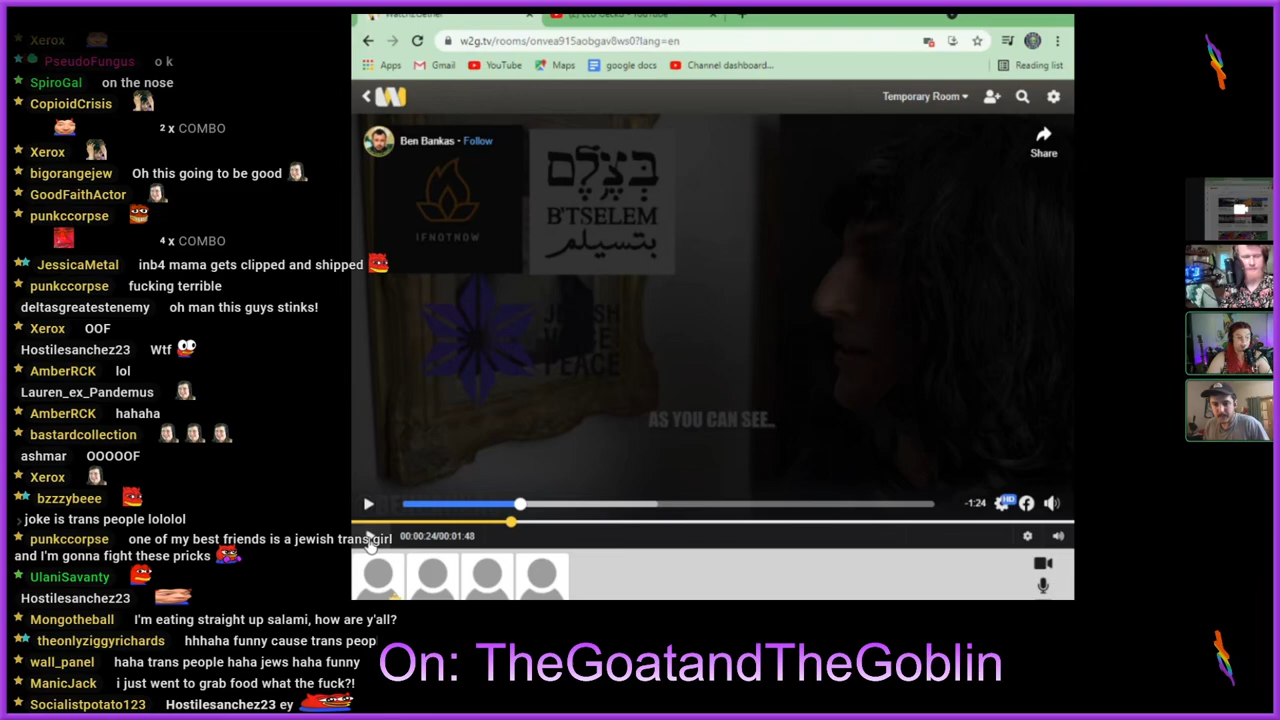 Xerox
PseudoFungus o k
SpiroGal on the nose
CopioidCrisis
2 x COMBO
Xerox
bigorangejew Oh this going to be good
GoodFaithActor
punkccorpse
4 x COMBO
JessicaMetal inb4 mama gets clipped and shipped
punkccorpse fucking terrible
deltasgreatestenemy oh man this guys stinks!
Xerox OOF
Hostilesanchez23 Wtf
AmberRCK lol
Lauren_ex_Pandemus
AmberRCK hahaha
bastardcollection
ashmar OOOOOF
Xerox
bzzzybeee
joke is trans people lololol
punkccorpse one of my best friends is a jewish trans girl
and I'm gonna fight these pricks
UlaniSavanty
Hostilesanchez23
Mongotheball I'm eating straight up salami, how are y'all?
theonlyziggyrichards hhhaha funny cause trans peop
wall_panel haha trans people haha jews haha funny
ManicJack i just went to grab food what the fuck?!
Socialistpotato123 Hostilesanchez23 ey
w2g.tv/rooms/onvea915aobgav8ws0?lang=en
Apps Gmail YouTube Maps google docs Channel dashboard... Reading list
Temporary Room
Ben Bankas · Follow
Share
בְּצֶלֶם
B'TSELEM
بتسيلم
IFNOTNOW
PEACE
AS YOU CAN SEE..
-1:24
HD
00:00:24/00:01:48
On: TheGoatandTheGoblin